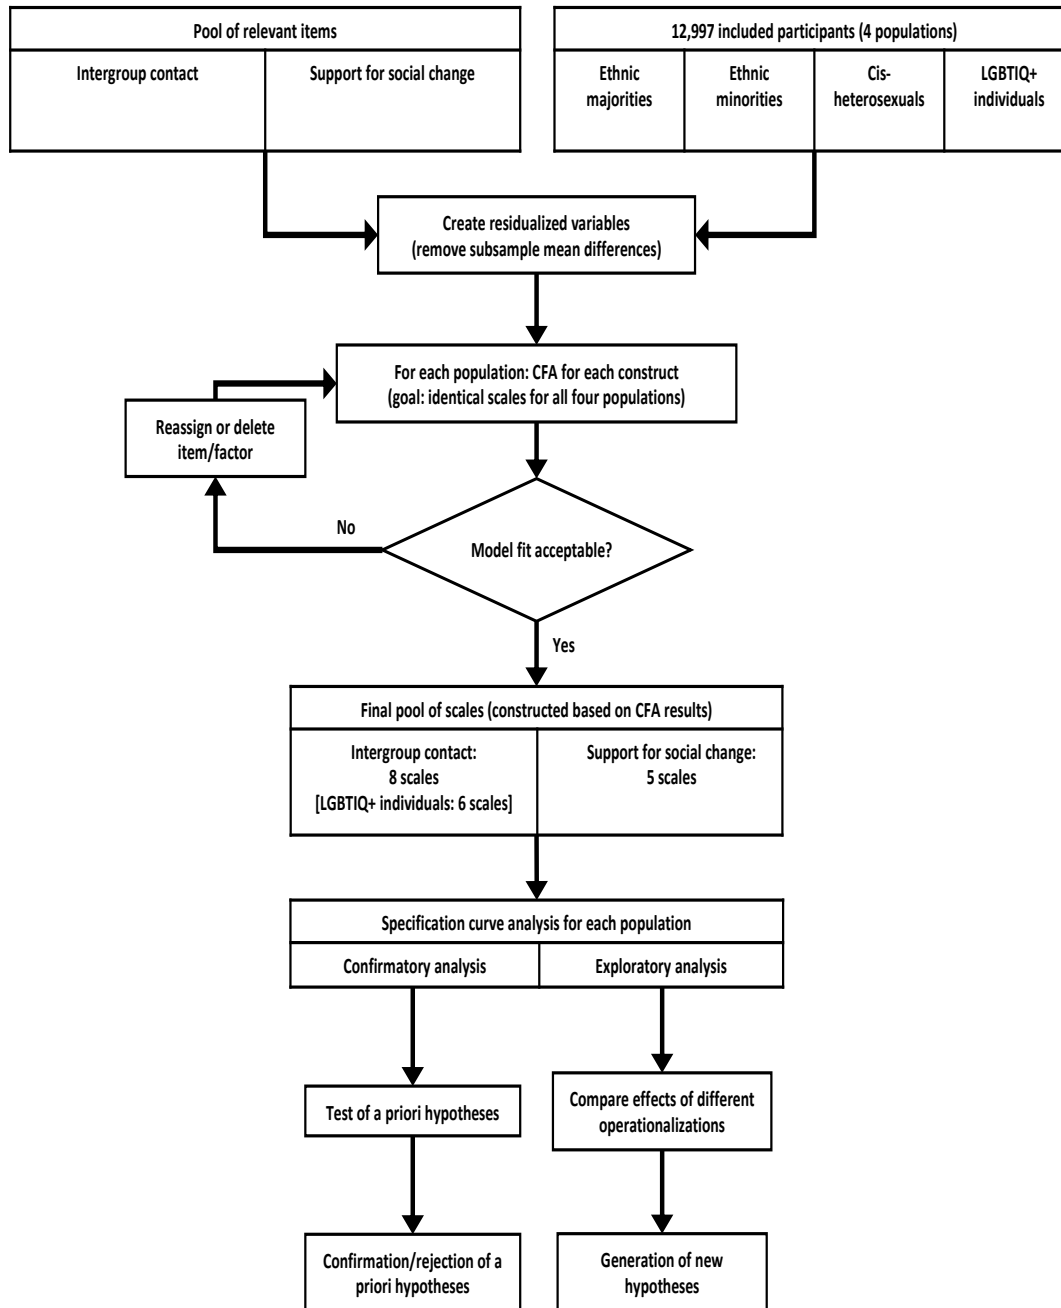 Pool of relevant items
Intergroup contact
Support for social change
12,997 included participants (4 populations)
Ethnic
majorities
Ethnic
minorities
Cis-
heterosexuals
LGBTIQ+
individuals
Create residualized variables
(remove subsample mean differences)
For each population: CFA for each construct
(goal: identical scales for all four populations)
Reassign or delete
item/factor
No
Model fit acceptable?
Yes
Final pool of scales (constructed based on CFA results)
Intergroup contact:
8 scales
[LGBTIQ+ individuals: 6 scales]
Support for social change:
5 scales
Specification curve analysis for each population
Confirmatory analysis
Exploratory analysis
Test of a priori hypotheses
Compare effects of different
operationalizations
Confirmation/rejection of a
priori hypotheses
Generation of new
hypotheses